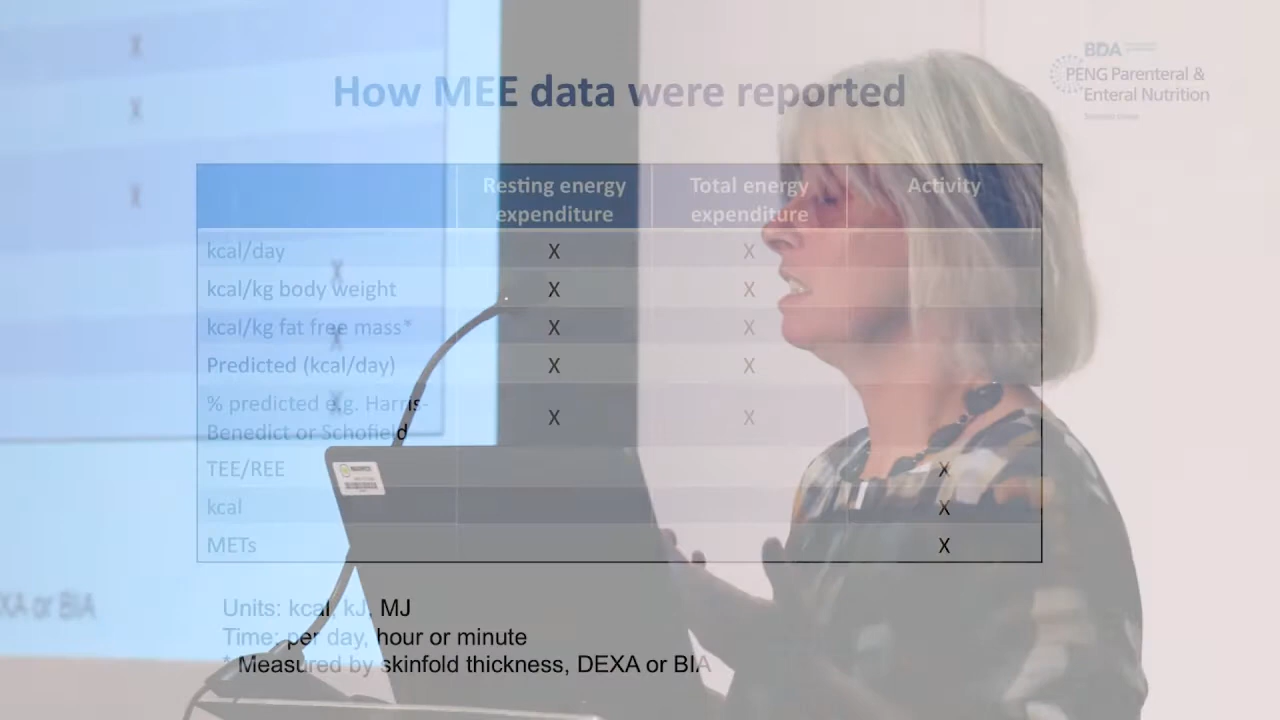 How MEE data were reported
BDA
PENG Parenteral &
Enteral Nutrition
Resting energy
expenditure
Total energy
expenditure
Activity
kcal/day X X
kcal/kg body weight X X
kcal/kg fat free mass* X X
Predicted (kcal/day) X X
% predicted e.g. Harris-
Benedict or Schofield X X
TEE/REE X
kcal X
METs X
Units: kcal, kJ, MJ
Time: per day, hour or minute
* Measured by skinfold thickness, DEXA or BIA
X
X
X
X
X
X
XA or BIA